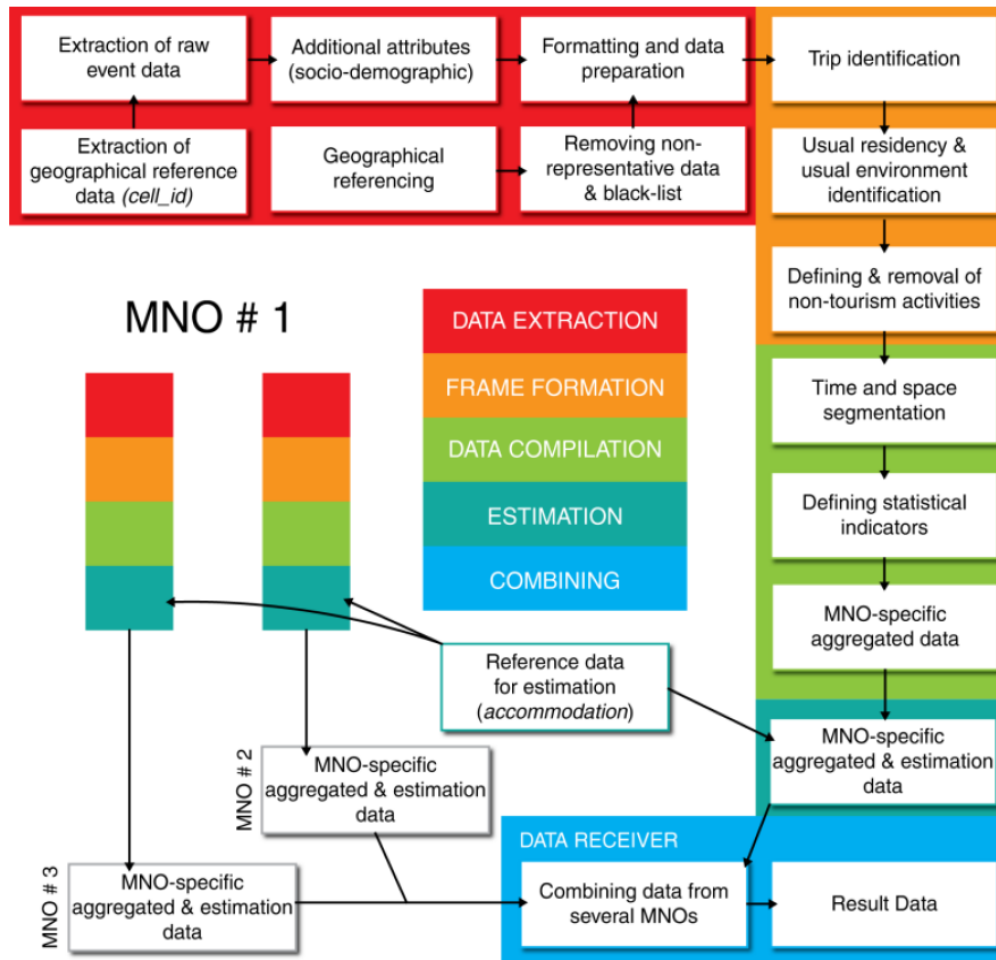 Extraction of raw
event data
Additional attributes
(socio-demographic)
Formatting and data
preparation
Trip identification
Extraction of
geographical reference
data (cell_id)
Geographical
referencing
Removing non-
representative data
& black-list
Usual residency &
usual environment
identification
Defining & removal of
non-tourism activities
MNO # 1
DATA EXTRACTION
FRAME FORMATION
DATA COMPILATION
ESTIMATION
COMBINING
Time and space
segmentation
Defining statistical
indicators
MNO-specific
aggregated data
Reference data
for estimation
(accommodation)
MNO-specific
aggregated & estimation
data
MNO # 2
MNO-specific
aggregated & estimation
data
MNO # 3
MNO-specific
aggregated & estimation
data
DATA RECEIVER
Combining data from
several MNOs
Result Data